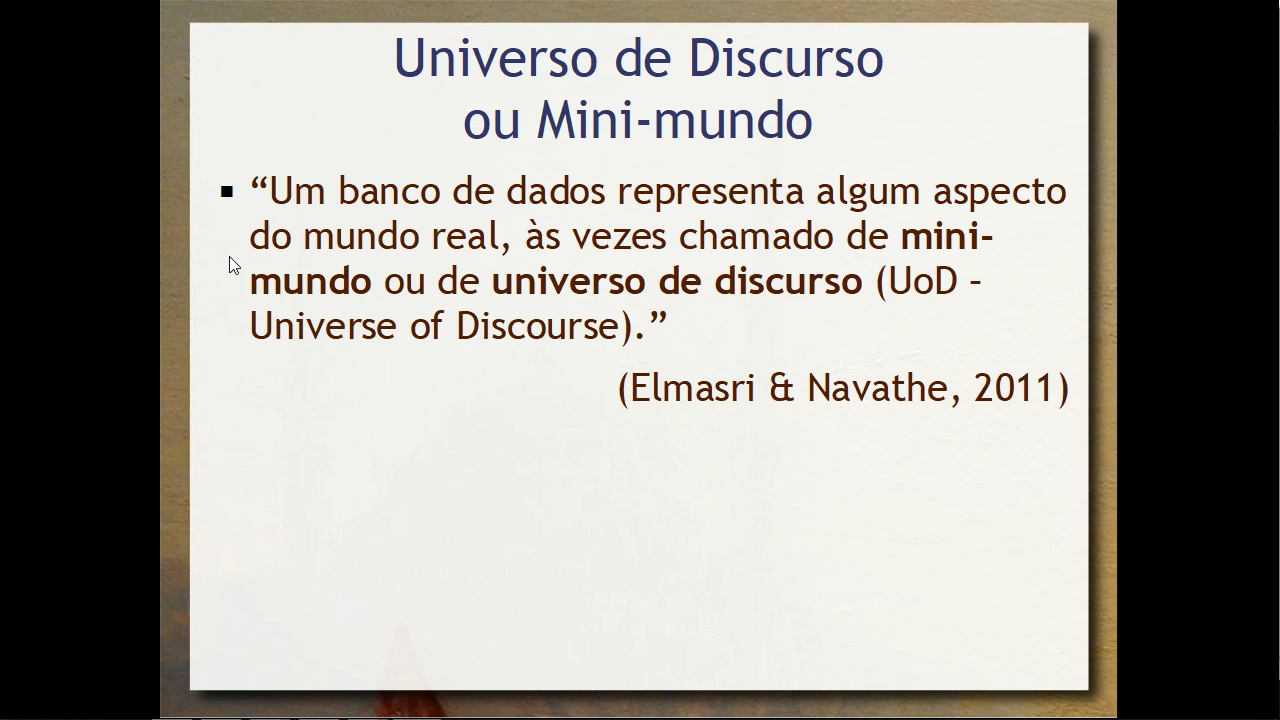 Universo de Discurso
ou Mini-mundo
“Um banco de dados representa algum aspecto
do mundo real, às vezes chamado de mini-
mundo ou de universo de discurso (UoD –
Universe of Discourse).”
(Elmasri & Navathe, 2011)